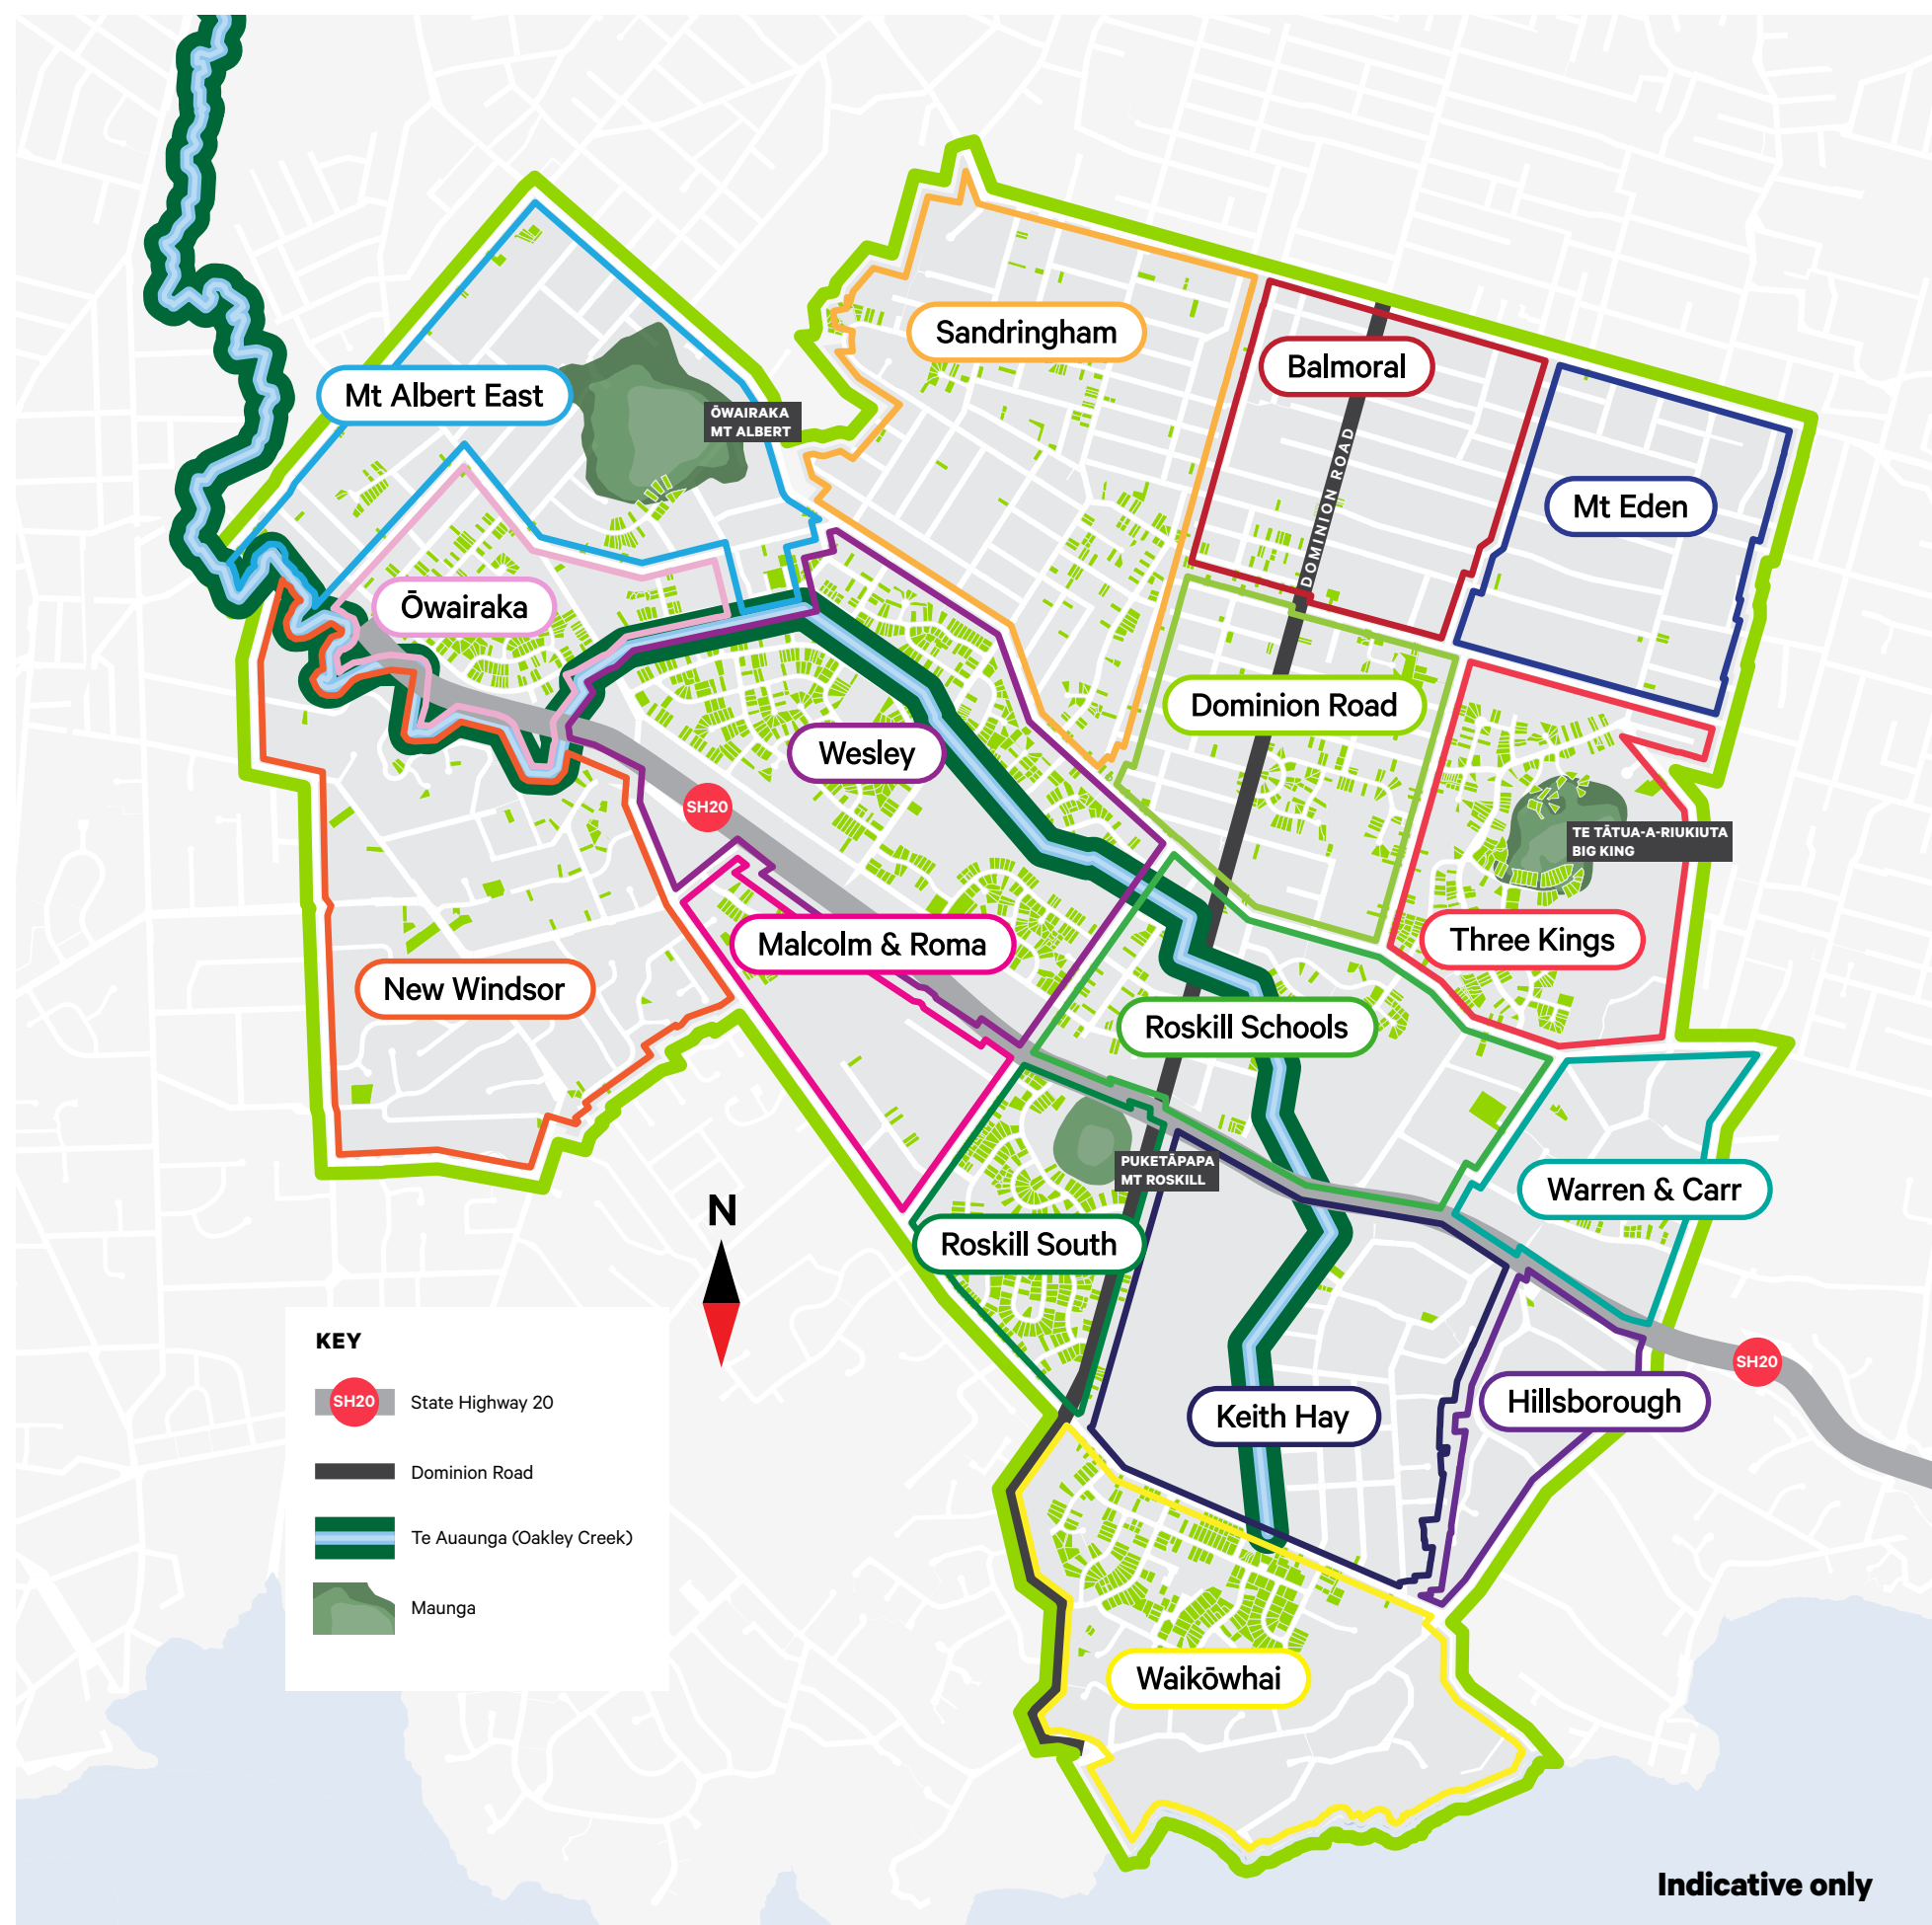 Sandringham
Balmoral
Mt Albert East
ŌWAIRAKA
MT ALBERT
DOMINION ROAD
Mt Eden
Ōwairaka
Dominion Road
Wesley
SH20
TE TĀTUA-A-RIUKIUTA
BIG KING
Malcolm & Roma
Three Kings
New Windsor
Roskill Schools
PUKETĀPAPA
MT ROSKILL
Warren & Carr
N
Roskill South
SH20
Keith Hay
Hillsborough
Waikōwhai
KEY
SH20
State Highway 20
Dominion Road
Te Auaunga (Oakley Creek)
Maunga
Indicative only